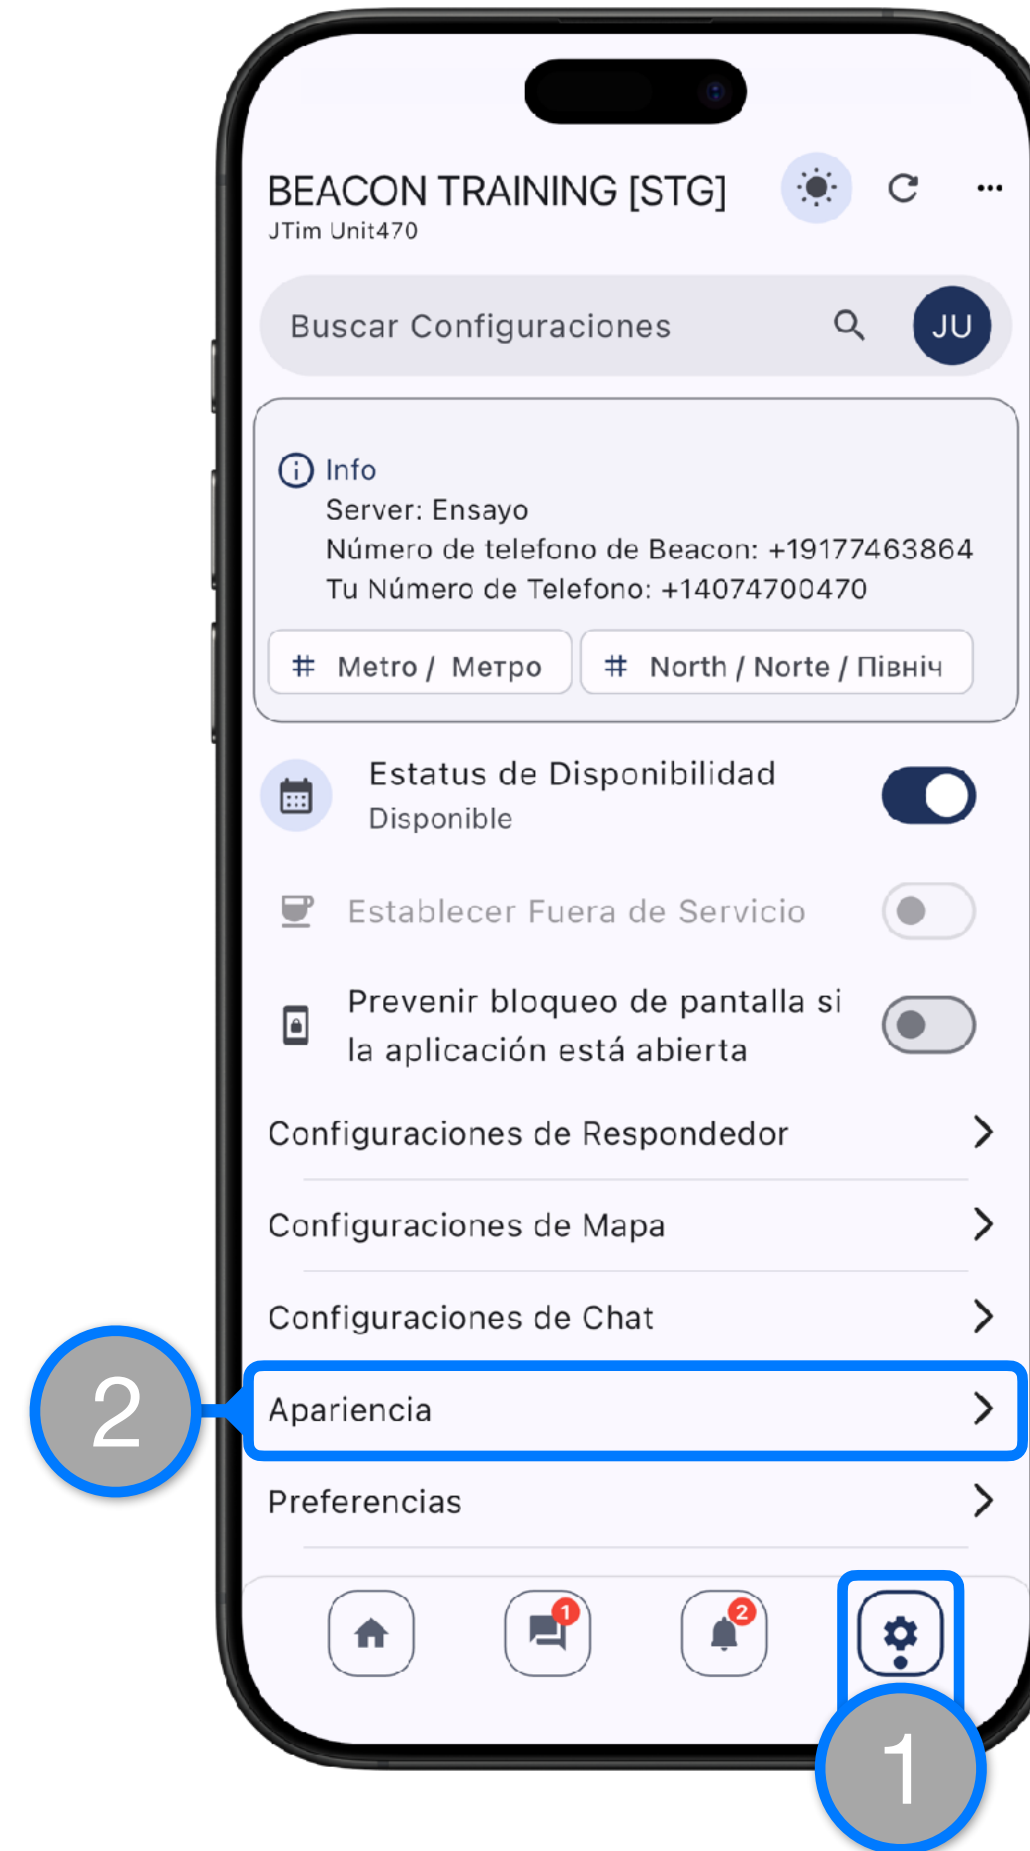 BEACON TRAINING [STG]
JTim Unit470
Buscar Configuraciones
JU
Info
Server: Ensayo
Número de telefono de Beacon: +19177463864
Tu Número de Telefono: +14074700470
# Metro / Метро
# North / Norte / Північ
Estatus de Disponibilidad
Disponible
Establecer Fuera de Servicio
Prevenir bloqueo de pantalla si
la aplicación está abierta
Configuraciones de Respondedor
Configuraciones de Mapa
Configuraciones de Chat
2
Apariencia
Preferencias
1
2
1